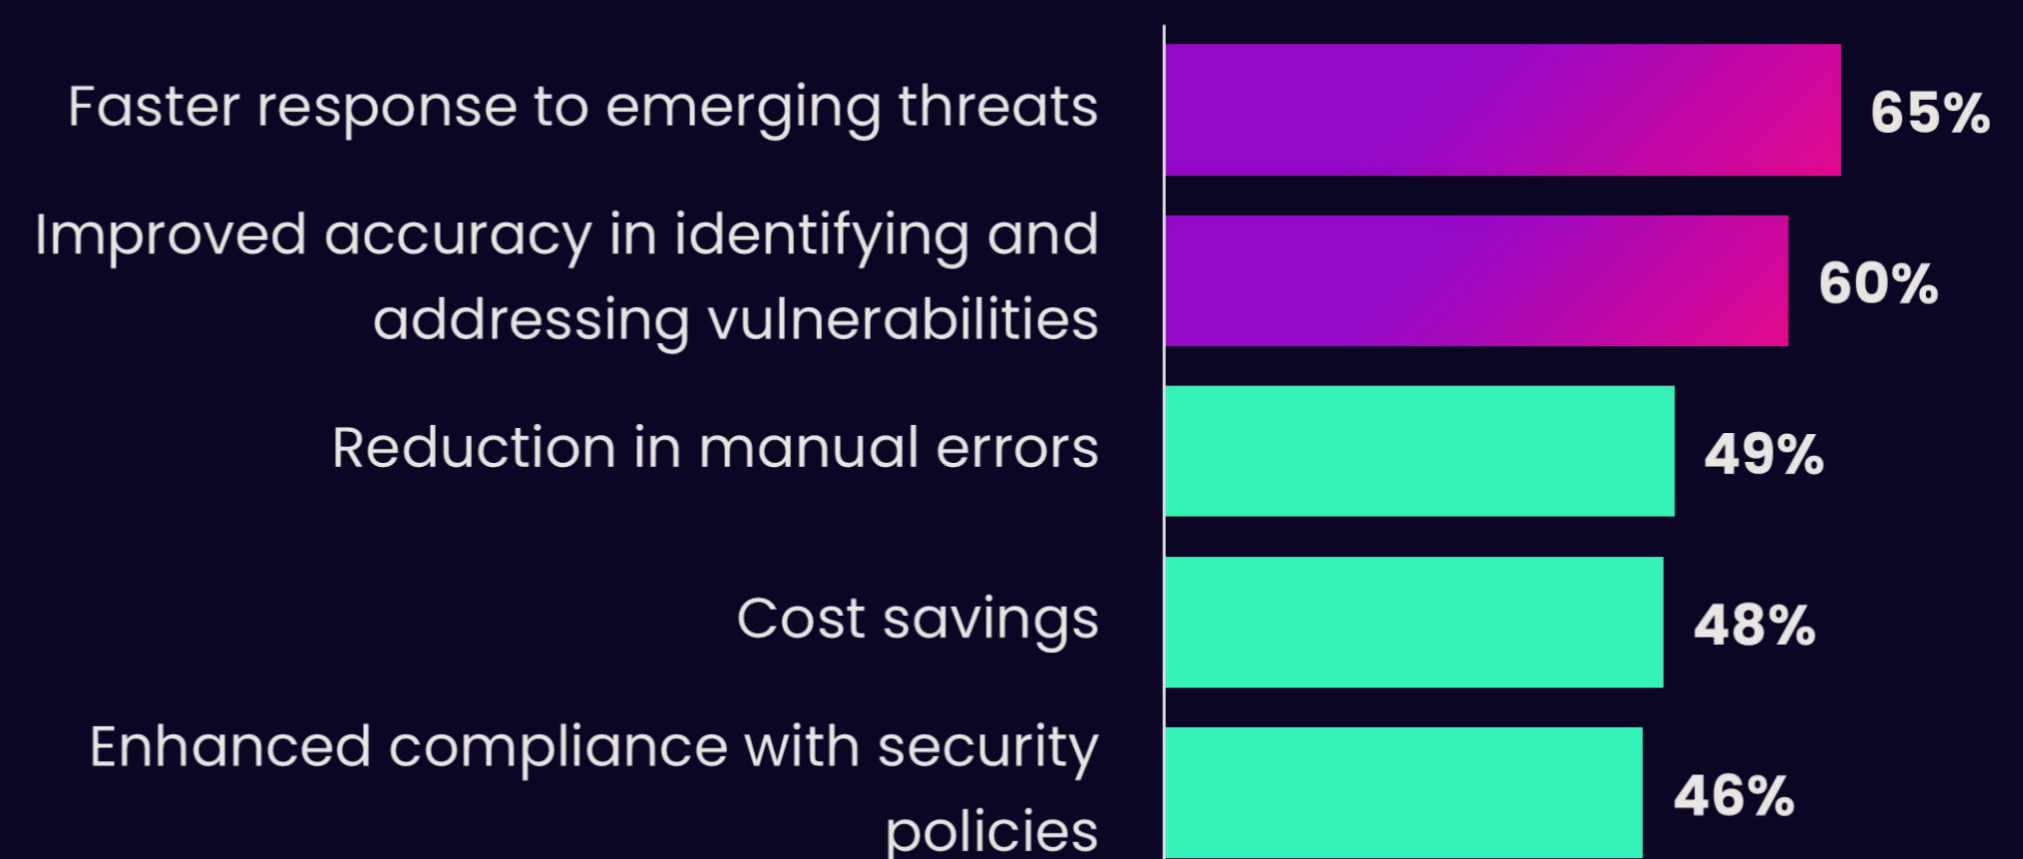 Faster response to emerging threats
65%
Improved accuracy in identifying and
addressing vulnerabilities
60%
Reduction in manual errors
49%
Cost savings
48%
Enhanced compliance with security
policies
46%